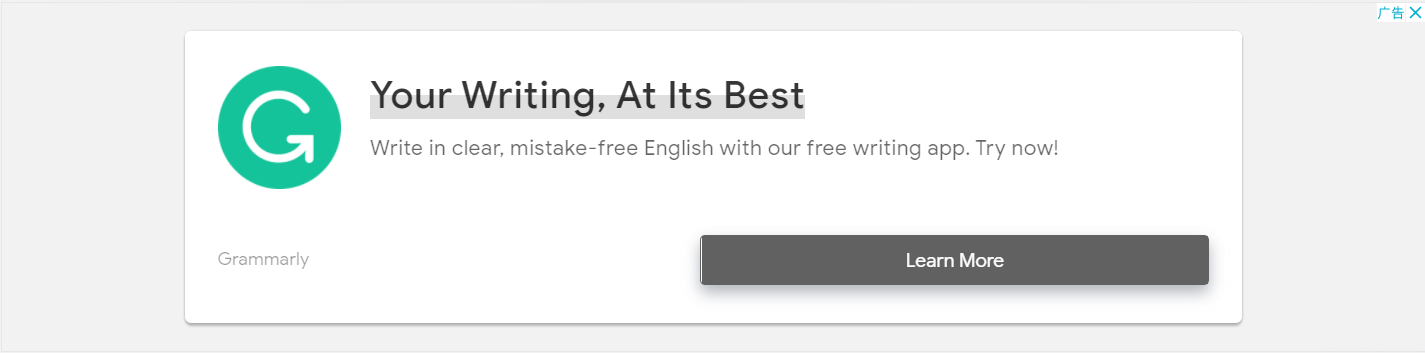 广告
Your Writing, At Its Best
Write in clear, mistake-free English with our free writing app. Try now!
Grammarly
Learn More